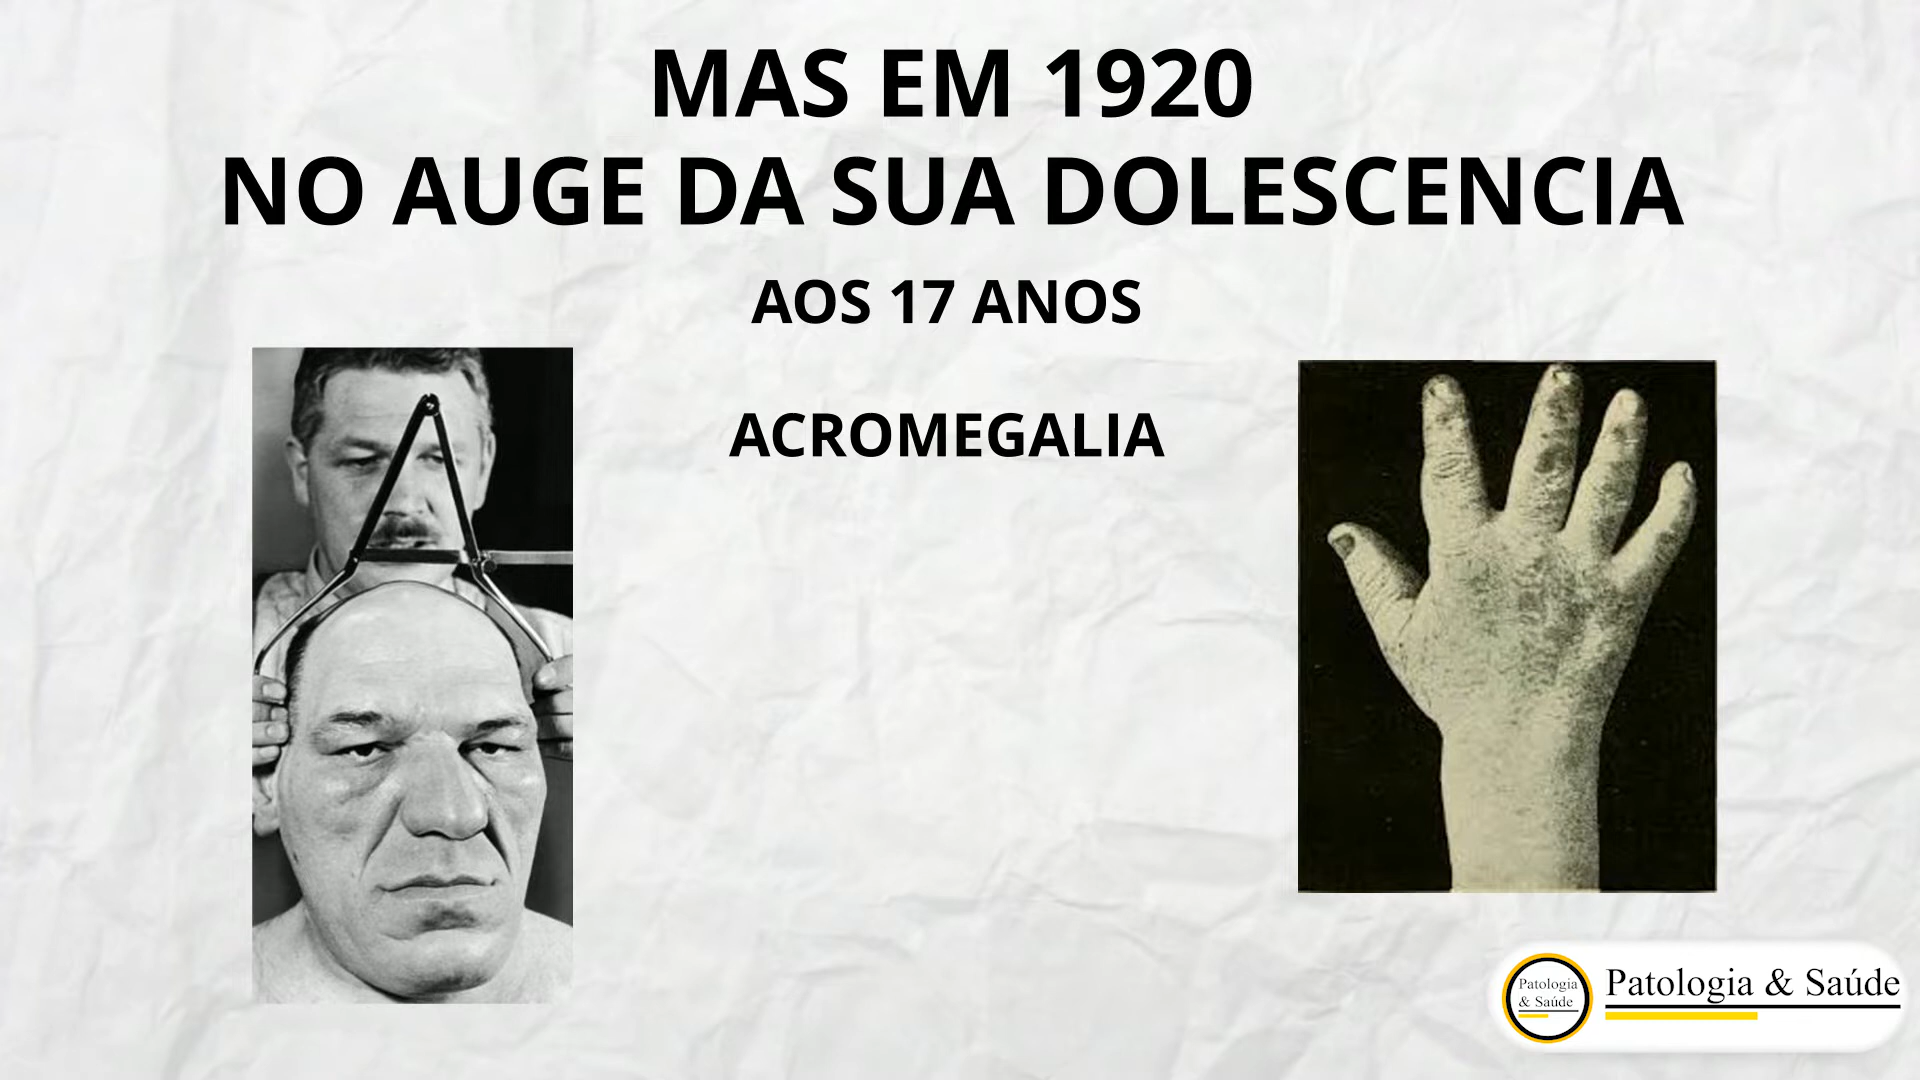 MAS EM 1920
NO AUGE DA SUA DOLESCENCIA
AOS 17 ANOS
ACROMEGALIA
Patologia
& Saúde
Patologia & Saúde